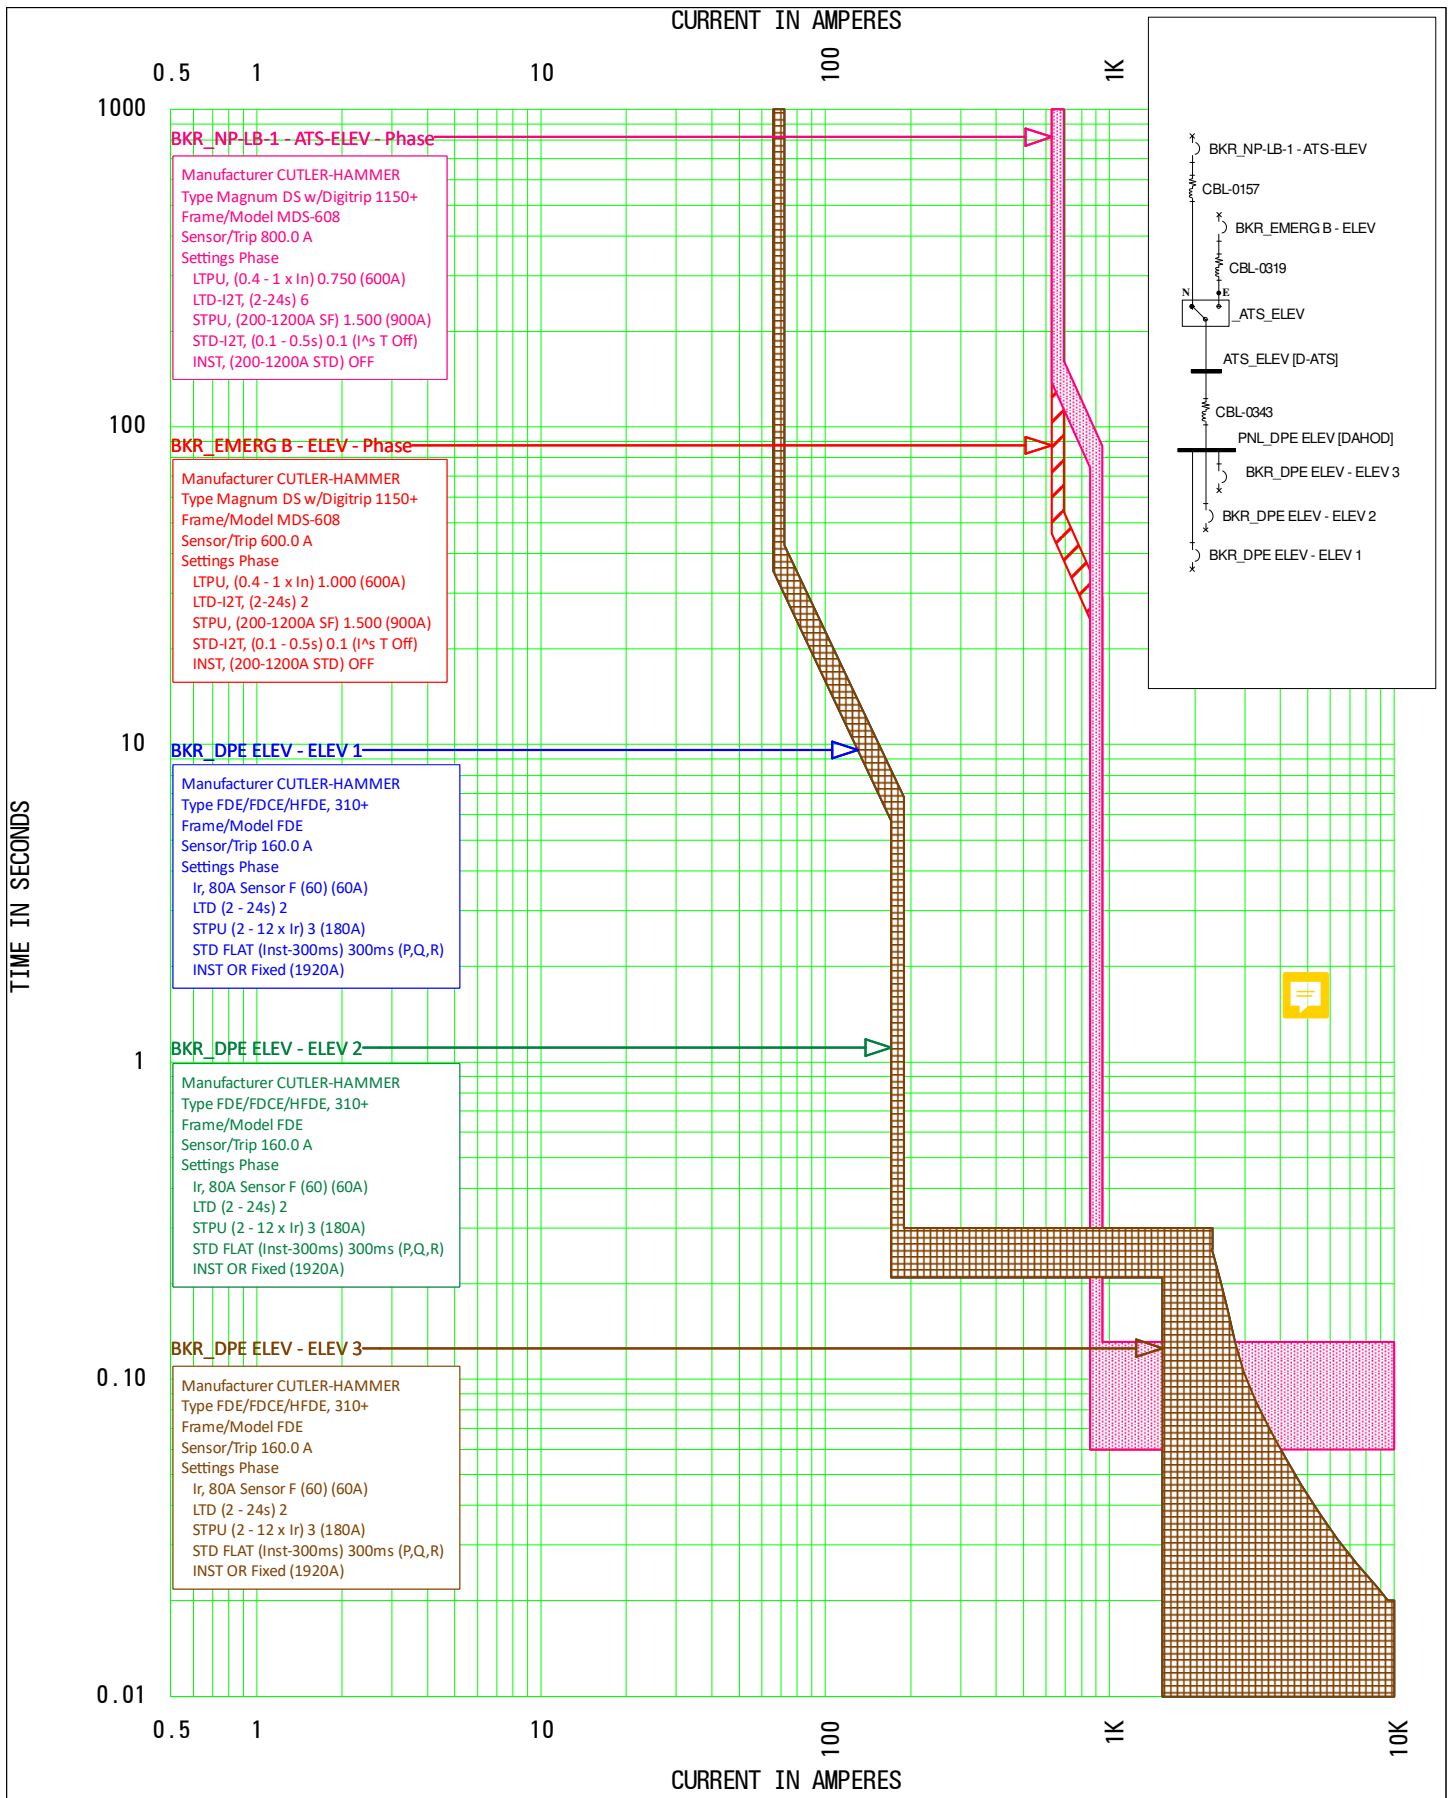 CURRENT IN AMPERES
0.5 1 10 100 1K
1000
100
10
1
0.10
0.01
TIME IN SECONDS
BKR_NP-LB-1 - ATS-ELEV - Phase
Manufacturer CUTLER-HAMMER
Type Magnum DS w/Digitrip 1150+
Frame/Model MDS-608
Sensor/Trip 800.0 A
Settings Phase
LTPU, (0.4 - 1 x In) 0.750 (600A)
LTD-I2T, (2-24s) 6
STPU, (200-1200A SF) 1.500 (900A)
STD-I2T, (0.1 - 0.5s) 0.1 (I^s T Off)
INST, (200-1200A STD) OFF
BKR_EMERG B - ELEV - Phase
Manufacturer CUTLER-HAMMER
Type Magnum DS w/Digitrip 1150+
Frame/Model MDS-608
Sensor/Trip 600.0 A
Settings Phase
LTPU, (0.4 - 1 x In) 1.000 (600A)
LTD-I2T, (2-24s) 2
STPU, (200-1200A SF) 1.500 (900A)
STD-I2T, (0.1 - 0.5s) 0.1 (I^s T Off)
INST, (200-1200A STD) OFF
BKR_DPE ELEV - ELEV 1
Manufacturer CUTLER-HAMMER
Type FDE/FDCE/HFDE, 310+
Frame/Model FDE
Sensor/Trip 160.0 A
Settings Phase
Ir, 80A Sensor F (60) (60A)
LTD (2 - 24s) 2
STPU (2 - 12 x Ir) 3 (180A)
STD FLAT (Inst-300ms) 300ms (P,Q,R)
INST OR Fixed (1920A)
BKR_DPE ELEV - ELEV 2
Manufacturer CUTLER-HAMMER
Type FDE/FDCE/HFDE, 310+
Frame/Model FDE
Sensor/Trip 160.0 A
Settings Phase
Ir, 80A Sensor F (60) (60A)
LTD (2 - 24s) 2
STPU (2 - 12 x Ir) 3 (180A)
STD FLAT (Inst-300ms) 300ms (P,Q,R)
INST OR Fixed (1920A)
BKR_DPE ELEV - ELEV 3
Manufacturer CUTLER-HAMMER
Type FDE/FDCE/HFDE, 310+
Frame/Model FDE
Sensor/Trip 160.0 A
Settings Phase
Ir, 80A Sensor F (60) (60A)
LTD (2 - 24s) 2
STPU (2 - 12 x Ir) 3 (180A)
STD FLAT (Inst-300ms) 300ms (P,Q,R)
INST OR Fixed (1920A)
BKR_NP-LB-1 - ATS-ELEV
CBL-0157
BKR_EMERG B - ELEV
CBL-0319
N E
_ATS_ELEV
ATS_ELEV [D-ATS]
CBL-0343
PNL_DPE ELEV [DAHOD]
BKR_DPE ELEV - ELEV 3
BKR_DPE ELEV - ELEV 2
BKR_DPE ELEV - ELEV 1
0.5 1 10 100 1K 10K
CURRENT IN AMPERES